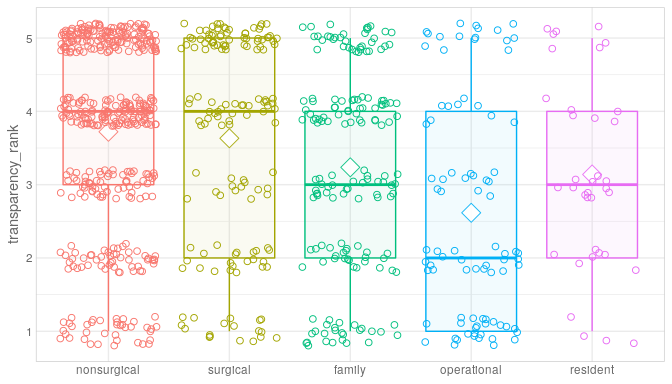 transparency_rank
5
4
3
2
1
nonsurgical
surgical
family
operational
resident